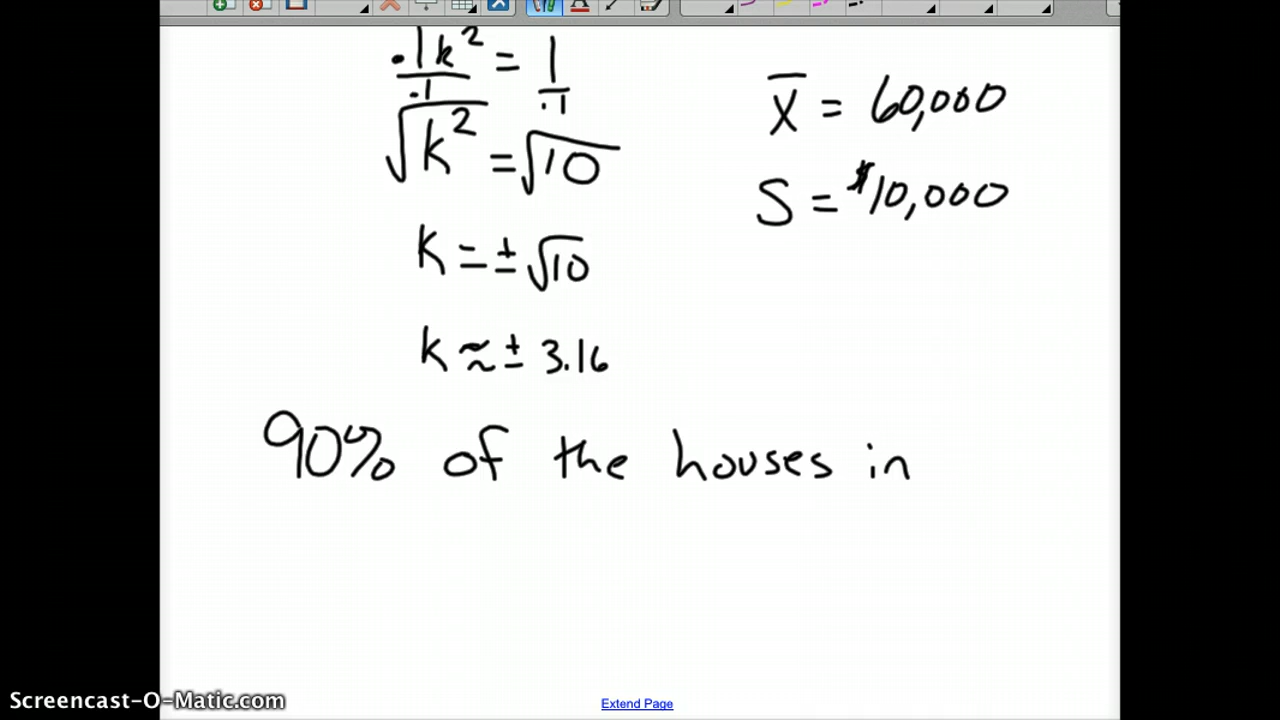 .1k² = 1
.1 .1
√k² = √10
k = ± √10
k ≈ ± 3.16
x̄ = 60,000
S = $10,000
90% of the houses in
Extend Page
Screencast-O-Matic.com